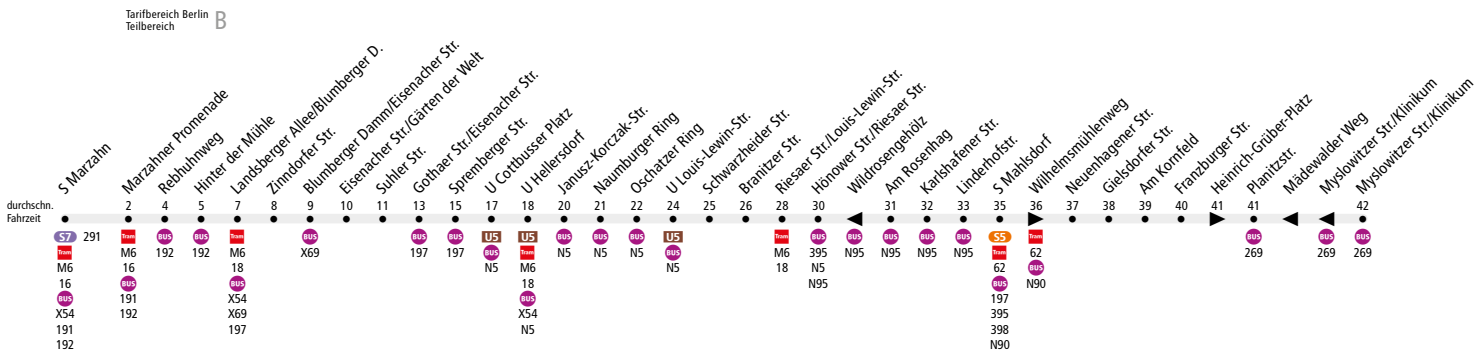 Tarifbereich Berlin
Teilbereich
B
S Marzahn
Marzahner Promenade
Rebhuhnweg
Hinter der Mühle
Landsberger Allee/Blumberger D.
Zinndorfer Str.
Blumberger Damm/Eisenacher Str.
Eisenacher Str./Gärten der Welt
Suhler Str.
Gothaer Str./Eisenacher Str.
Spremberger Str.
U Cottbusser Platz
U Hellersdorf
Janusz-Korczak-Str.
Naumburger Ring
Oschatzer Ring
U Louis-Lewin-Str.
Schwarzheider Str.
Branitzer Str.
Riesaer Str./Louis-Lewin-Str.
Hönower Str./Riesaer Str.
Wildrosengehölz
Am Rosenhag
Karlshafener Str.
Linderhofstr.
S Mahlsdorf
Wilhelmsmühlenweg
Neuenhagener Str.
Gielsdorfer Str.
Am Kornfeld
Franzburger Str.
Heinrich-Grüber-Platz
Planitzstr.
Mädewalder Weg
Myslowitzer Str./Klinikum
Myslowitzer Str./Klinikum
durchschn. 2 4 5 7 8 9 10 11 13 15 17 18 20 21 22 24 25 26 28 30 31 32 33 35 36 37 38 39 40 41 41 42
Fahrzeit
S7 291 Tram BUS BUS Tram BUS BUS BUS U5 U5 BUS BUS BUS U5 Tram BUS BUS BUS BUS BUS S5 Tram BUS BUS BUS
Tram M6 192 192 M6 X69 197 197 BUS Tram N5 N5 N5 BUS M6 395 N95 N95 N95 N95 Tram 62 269 269 269
M6 16 18 N5 M6 N5 18 N5 62 BUS
16 BUS BUS 18 N95 BUS N90
BUS 191 X54 BUS 197
X54 192 X69 X54 395
191 197 N5 398
192 N90